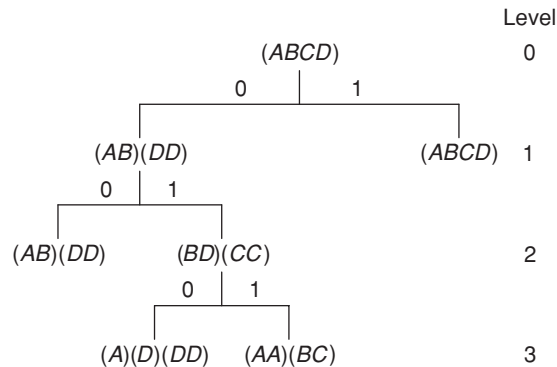 Level
(ABCD) 0
0 1
(AB)(DD) (ABCD) 1
0 1
(AB)(DD) (BD)(CC) 2
0 1
(A)(D)(DD) (AA)(BC) 3